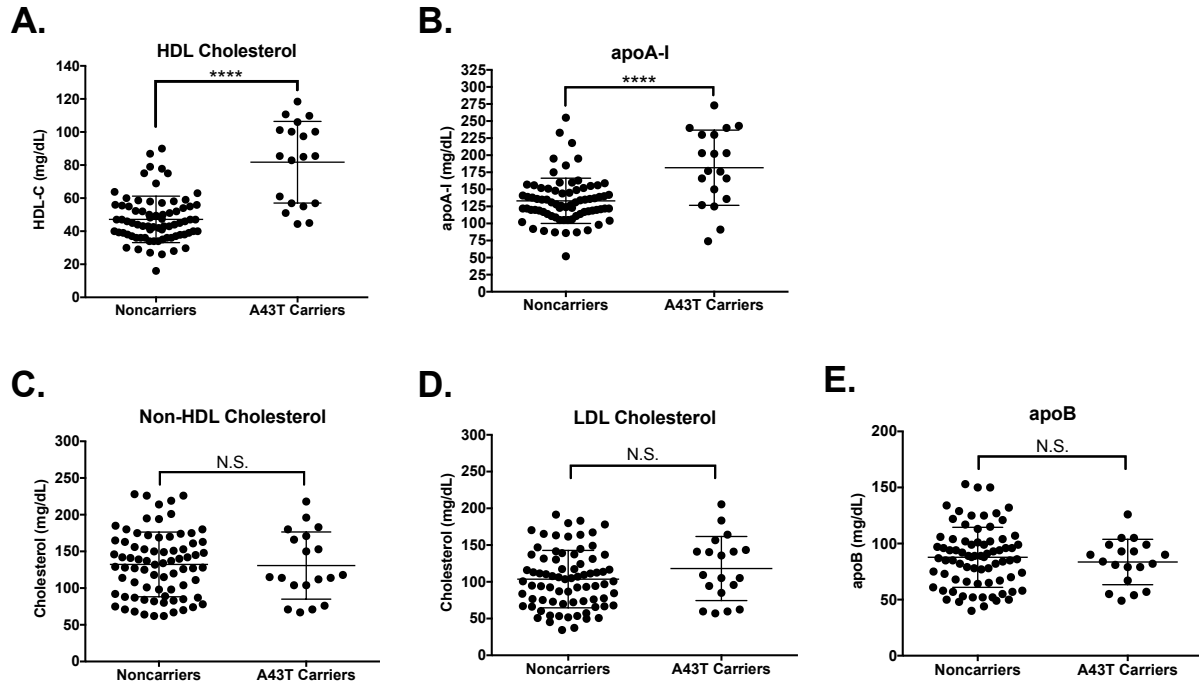 A.
HDL Cholesterol
****
HDL-C (mg/dL)
140
120
100
80
60
40
20
0
Noncarriers
A43T Carriers
B.
apoA-I
****
apoA-I (mg/dL)
325
300
275
250
225
200
175
150
125
100
75
50
25
0
Noncarriers
A43T Carriers
C.
Non-HDL Cholesterol
N.S.
Cholesterol (mg/dL)
300
250
200
150
100
50
0
Noncarriers
A43T Carriers
D.
LDL Cholesterol
N.S.
Cholesterol (mg/dL)
300
250
200
150
100
50
0
Noncarriers
A43T Carriers
E.
apoB
N.S.
apoB (mg/dL)
200
150
100
50
0
Noncarriers
A43T Carriers